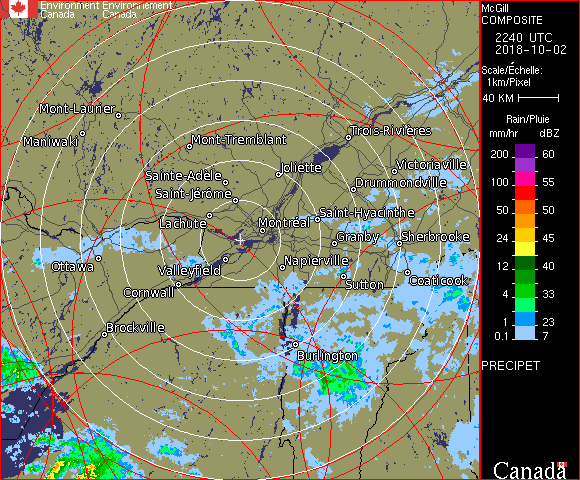 Environment Environnement
Canada Canada
McGill
COMPOSITE
2240 UTC
2018-10-02
Scale/Échelle:
1km/Pixel
40 KM
Rain/Pluie
mm/hr dBZ
200 60
150 57
100 55
50 50
24 45
12 40
4 33
1 23
0.1 7
PRECIPET
Canada
Mont-Laurier
Maniwaki
Mont-Tremblant
Trois-Rivières
Sainte-Adèle
Joliette
Victoriaville
Saint-Jérôme
Drummondville
Lachute
Montréal
Saint-Hyacinthe
Granby
Sherbrooke
Ottawa
Valleyfield
Napierville
Cornwall
Sutton
Coaticook
Brockville
Burlington